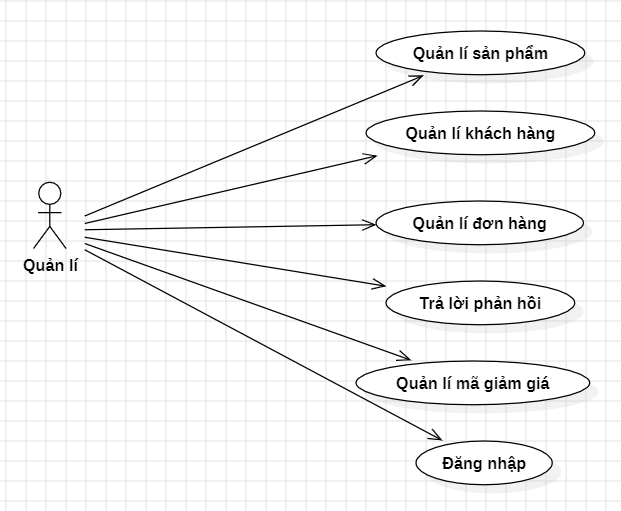 Quản lí sản phẩm
Quản lí khách hàng
Quản lí đơn hàng
Quản lí
Trả lời phản hồi
Quản lí mã giảm giá
Đăng nhập